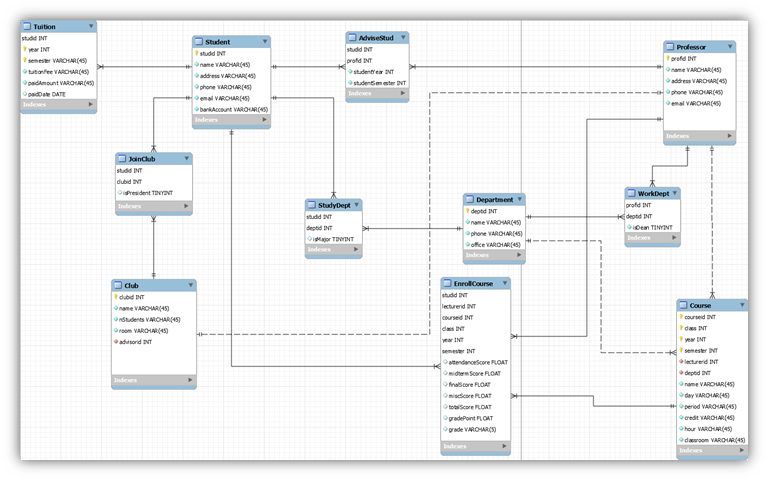 Tuition
studid INT
year INT
semester VARCHAR(45)
tuitionFee VARCHAR(45)
paidAmount VARCHAR(45)
paidDate DATE
Indexes
Student
studid INT
name VARCHAR(45)
address VARCHAR(45)
phone VARCHAR(45)
email VARCHAR(45)
bankAccount VARCHAR(45)
Indexes
AdviseStud
studid INT
profid INT
studentYear INT
studentSemester INT
Indexes
Professor
profid INT
name VARCHAR(45)
address VARCHAR(45)
phone VARCHAR(45)
email VARCHAR(45)
Indexes
JoinClub
studid INT
clubid INT
isPresident TINYINT
Indexes
StudyDept
studid INT
deptid INT
isMajor TINYINT
Indexes
Department
deptid INT
name VARCHAR(45)
phone VARCHAR(45)
office VARCHAR(45)
Indexes
WorkDept
profid INT
deptid INT
isDean TINYINT
Indexes
Club
clubid INT
name VARCHAR(45)
nStudents VARCHAR(45)
room VARCHAR(45)
advisorid INT
Indexes
EnrollCourse
studid INT
lecturerid INT
courseid INT
class INT
year INT
semester INT
attendanceScore FLOAT
midtermScore FLOAT
finalScore FLOAT
miscScore FLOAT
totalScore FLOAT
gradePoint FLOAT
grade VARCHAR(5)
Indexes
Course
courseid INT
class INT
year INT
semester INT
lecturerid INT
deptid INT
name VARCHAR(45)
day VARCHAR(45)
period VARCHAR(45)
credit VARCHAR(45)
hour VARCHAR(45)
classroom VARCHAR(45)
Indexes